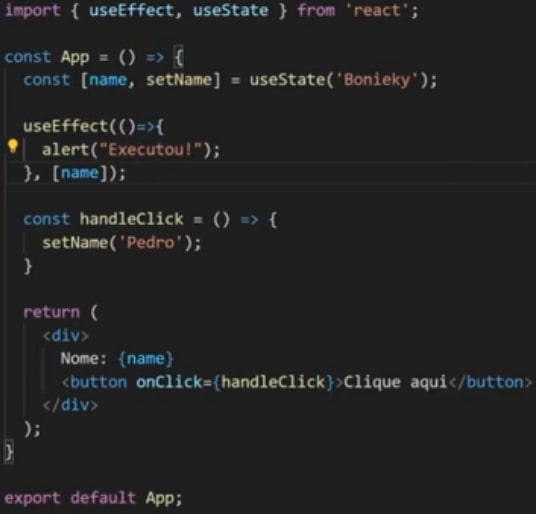 import { useEffect, useState } from 'react';
const App = () => {
const [name, setName] = useState('Bonieky');
useEffect(()=>{
alert("Executou!");
}, [name]);
const handleClick = () => {
setName('Pedro');
}
return (
<div>
Nome: {name}
<button onClick={handleClick}>Clique aqui</button>
</div>
);
}
export default App;